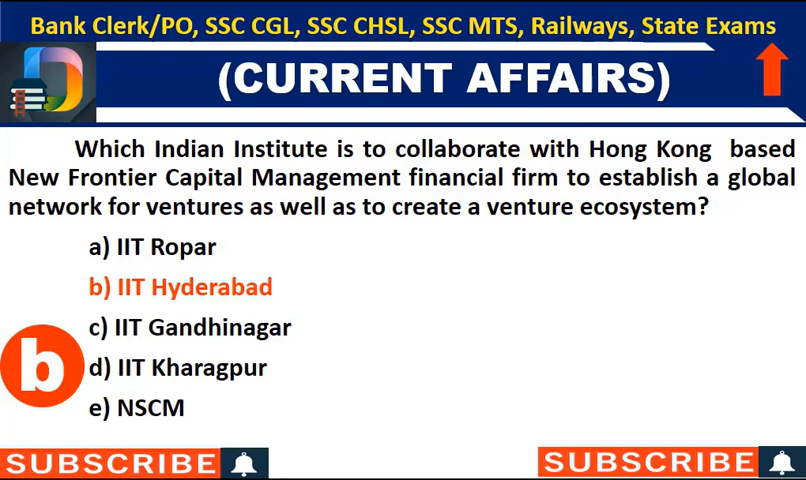 Bank Clerk/PO, SSC CGL, SSC CHSL, SSC MTS, Railways, State Exams
(CURRENT AFFAIRS)
Which Indian Institute is to collaborate with Hong Kong based
New Frontier Capital Management financial firm to establish a global
network for ventures as well as to create a venture ecosystem?
a) IIT Ropar
b) IIT Hyderabad
c) IIT Gandhinagar
b
d) IIT Kharagpur
e) NSCM
SUBSCRIBE
SUBSCRIBE